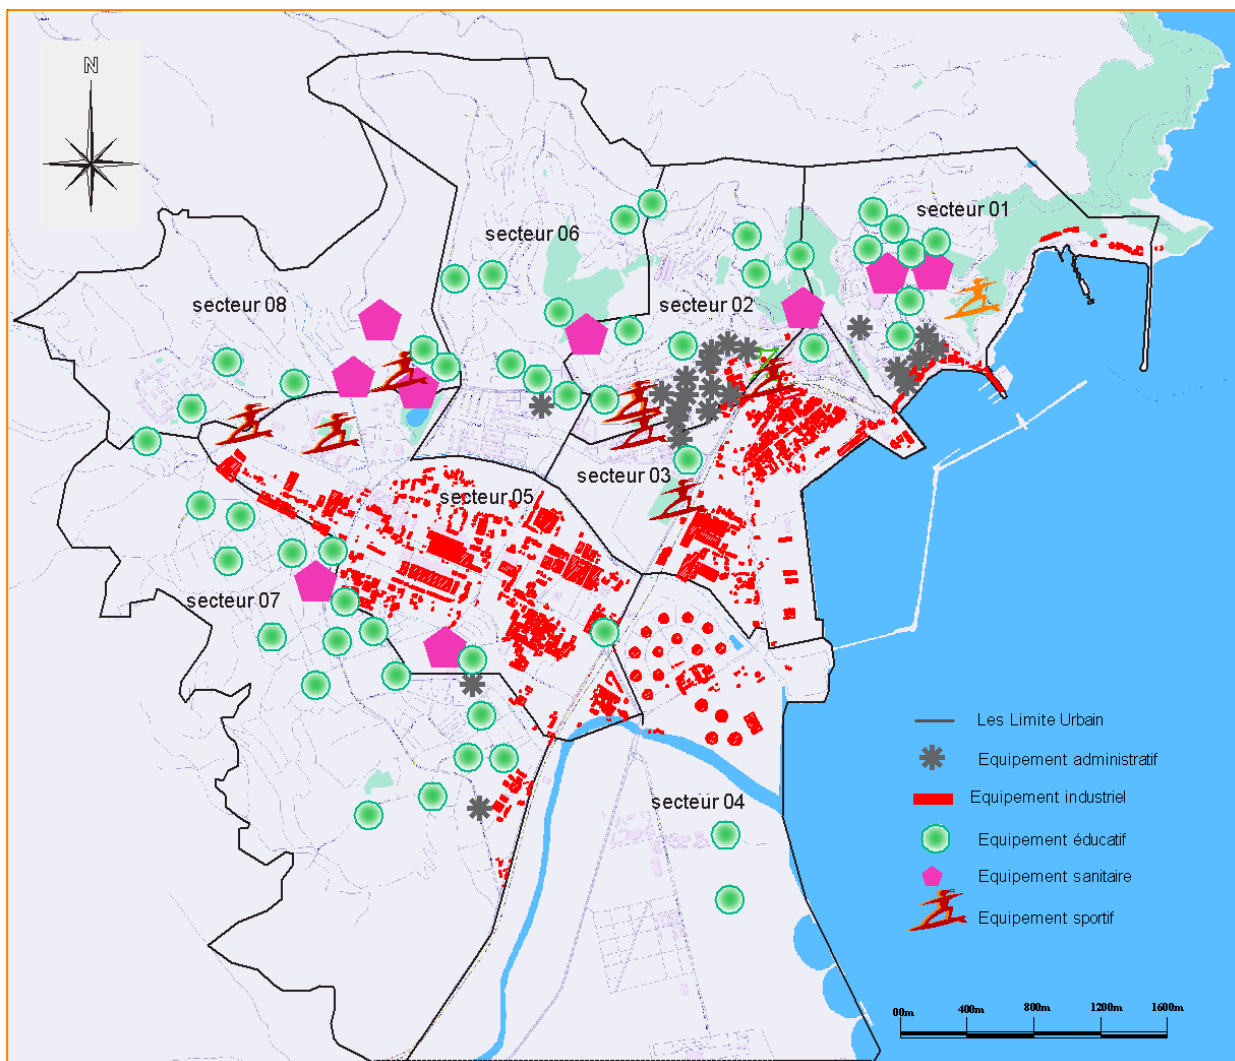 N
secteur 01
secteur 06
secteur 08
secteur 02
secteur 03
secteur 05
secteur 07
secteur 04
Les Limite Urbain
Equipement administratif
Equipement industriel
Equipement éducatif
Equipement sanitaire
Equipement sportif
00m 400m 800m 1200m 1600m